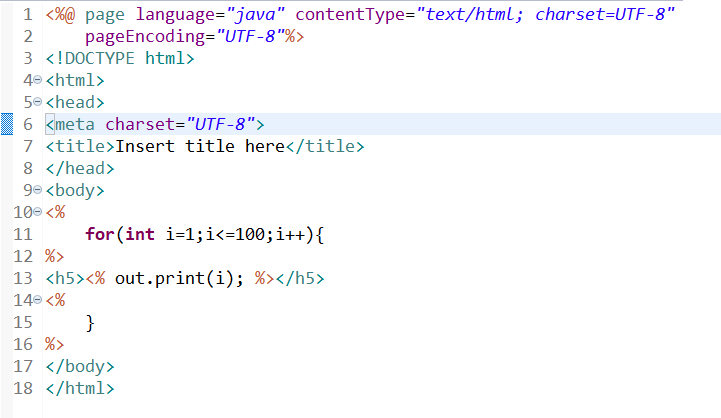 1 <%@ page language="java" contentType="text/html; charset=UTF-8"
2     pageEncoding="UTF-8"%>
3 <!DOCTYPE html>
4 <html>
5 <head>
6 <meta charset="UTF-8">
7 <title>Insert title here</title>
8 </head>
9 <body>
10 <%
11     for(int i=1;i<=100;i++){
12 %>
13 <h5><% out.print(i); %></h5>
14 <%
15     }
16 %>
17 </body>
18 </html>